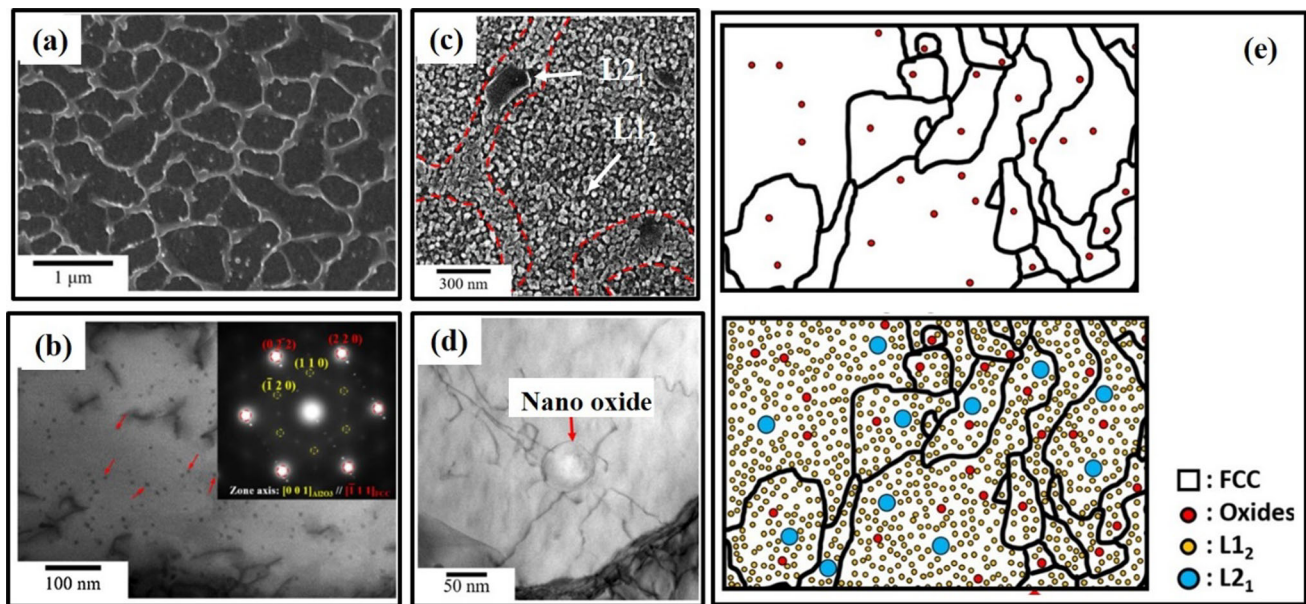 (a)
1 μm
(b)
(0 2̄ 2)
(2 2 0)
(1 1 0)
(1̄ 2 0)
Zone axis: [0 0 1]Al2O3 // [1̄ 1 1]FCC
100 nm
(c)
L2₁
L1₂
300 nm
(d)
Nano oxide
50 nm
(e)
: FCC
: Oxides
: L1₂
: L2₁